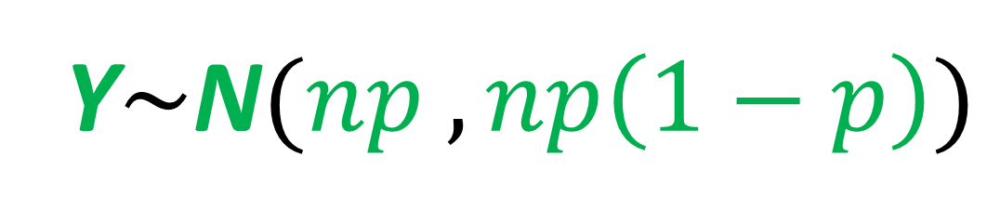 Y~N(np , np(1 − p))